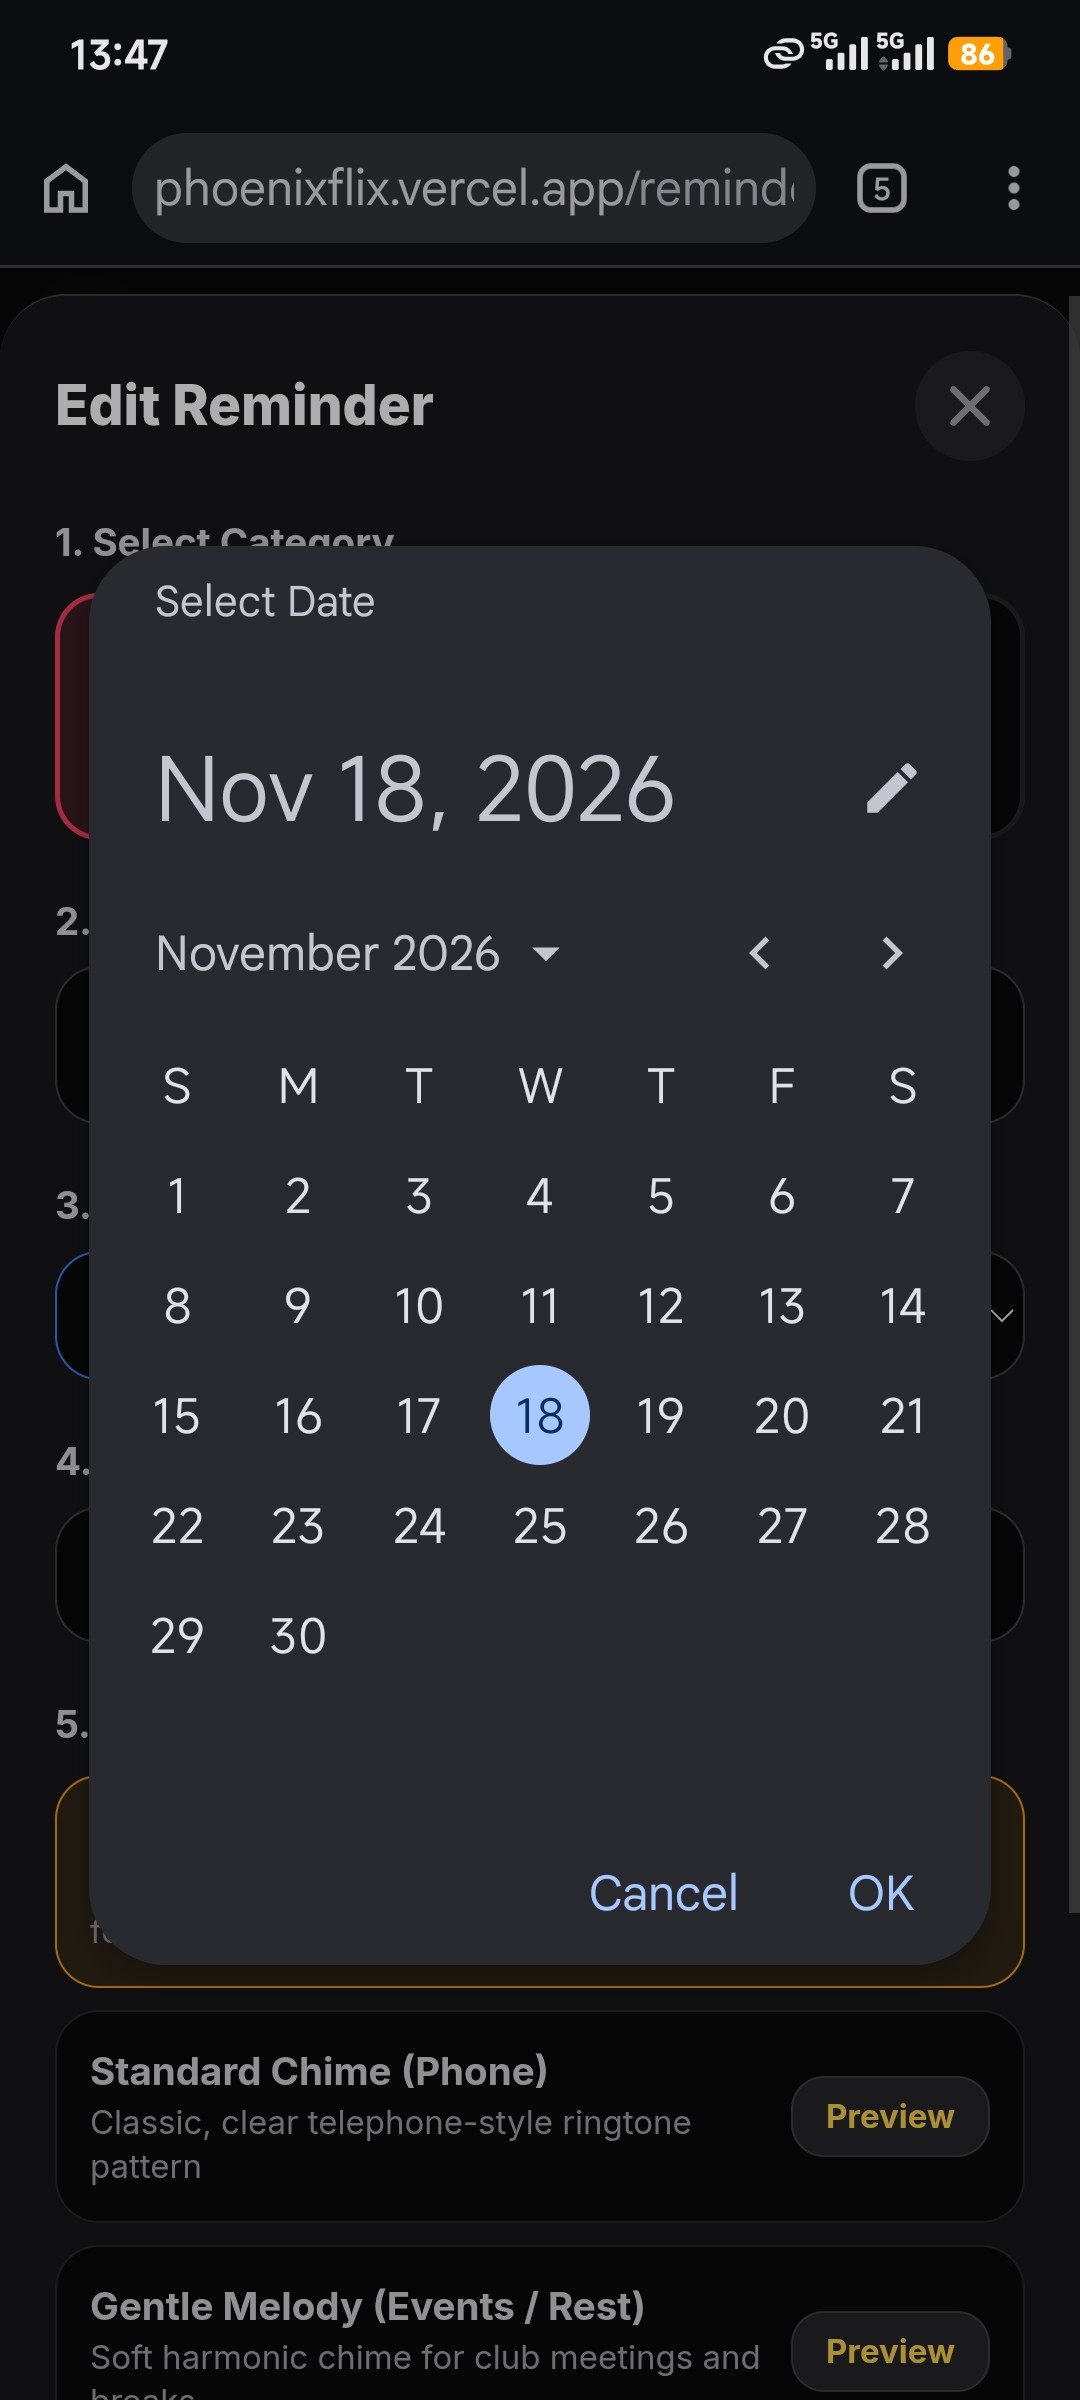 13:47
5G 5G 86
phoenixflix.vercel.app/remind
5
Edit Reminder
1. Select Category
Select Date
Nov 18, 2026
November 2026
S M T W T F S
1 2 3 4 5 6 7
8 9 10 11 12 13 14
15 16 17 18 19 20 21
22 23 24 25 26 27 28
29 30
2.
3.
4.
5.
Cancel OK
Standard Chime (Phone)
Classic, clear telephone-style ringtone
pattern
Preview
Gentle Melody (Events / Rest)
Soft harmonic chime for club meetings and
breaks
Preview